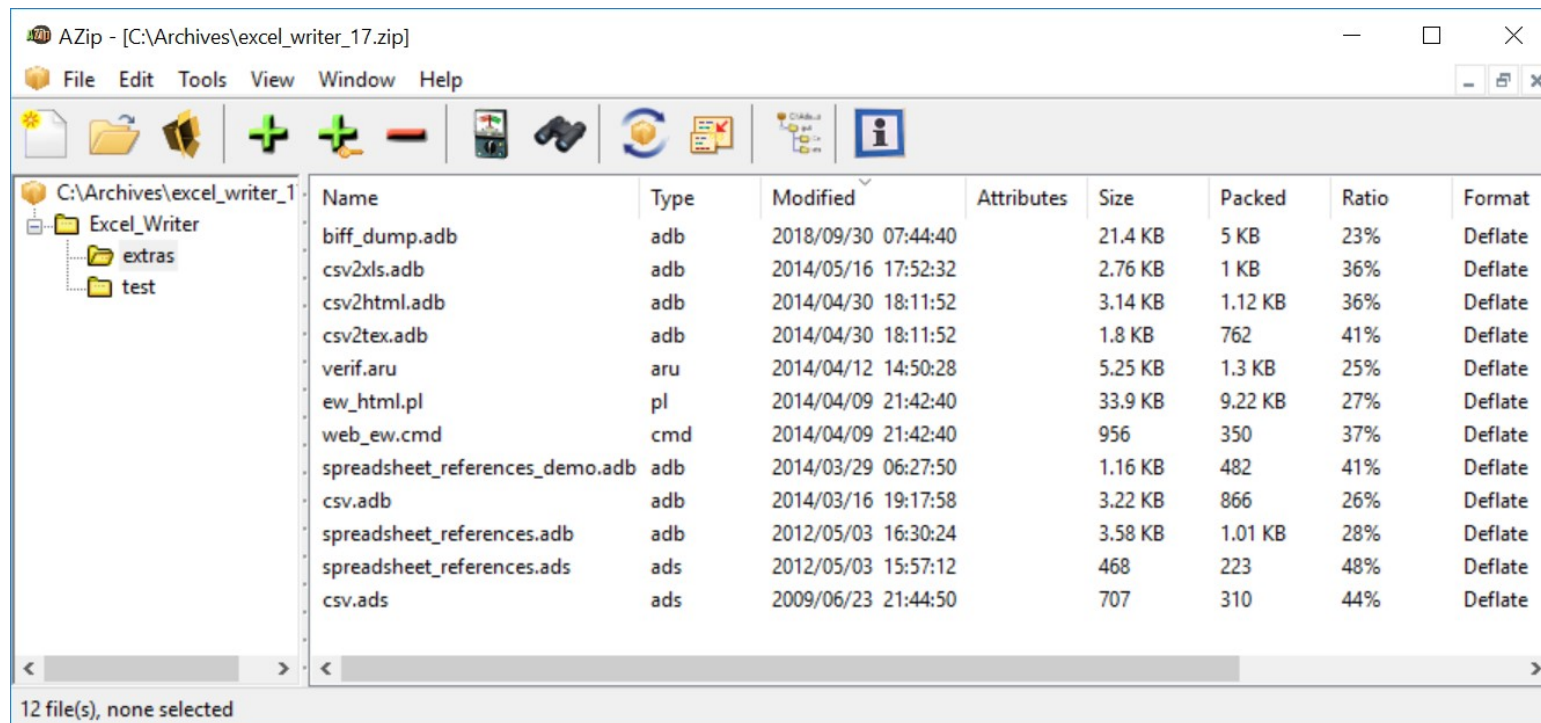 AZip - [C:\Archives\excel_writer_17.zip]
File Edit Tools View Window Help
C:\Archives\excel_writer_1
Excel_Writer
extras
test
Name Type Modified Attributes Size Packed Ratio Format
biff_dump.adb adb 2018/09/30 07:44:40 21.4 KB 5 KB 23% Deflate
csv2xls.adb adb 2014/05/16 17:52:32 2.76 KB 1 KB 36% Deflate
csv2html.adb adb 2014/04/30 18:11:52 3.14 KB 1.12 KB 36% Deflate
csv2tex.adb adb 2014/04/30 18:11:52 1.8 KB 762 41% Deflate
verif.aru aru 2014/04/12 14:50:28 5.25 KB 1.3 KB 25% Deflate
ew_html.pl pl 2014/04/09 21:42:40 33.9 KB 9.22 KB 27% Deflate
web_ew.cmd cmd 2014/04/09 21:42:40 956 350 37% Deflate
spreadsheet_references_demo.adb adb 2014/03/29 06:27:50 1.16 KB 482 41% Deflate
csv.adb adb 2014/03/16 19:17:58 3.22 KB 866 26% Deflate
spreadsheet_references.adb adb 2012/05/03 16:30:24 3.58 KB 1.01 KB 28% Deflate
spreadsheet_references.ads ads 2012/05/03 15:57:12 468 223 48% Deflate
csv.ads ads 2009/06/23 21:44:50 707 310 44% Deflate
12 file(s), none selected